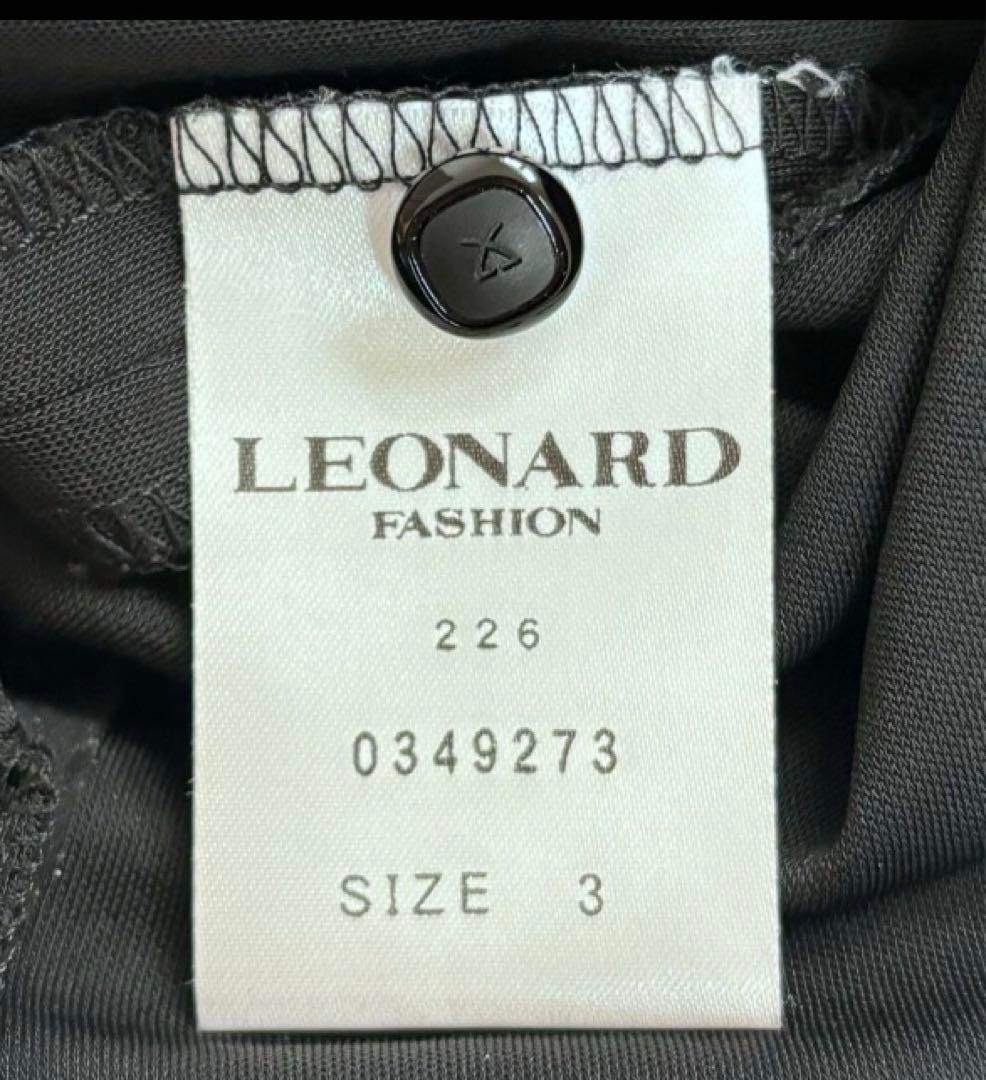 LEONARD
FASHION
226
0349273
SIZE 3